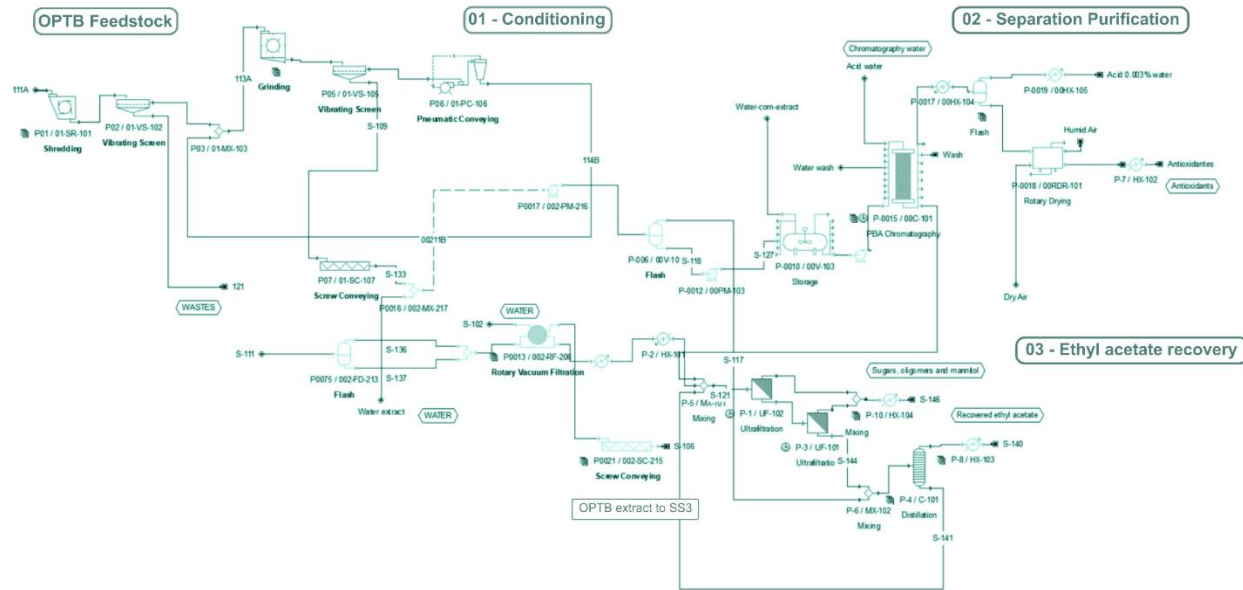 OPTB Feedstock
01 - Conditioning
02 - Separation Purification
111A
P01 / 01-SR-101
Shredding
P02 / 01-VS-102
Vibrating Screen
P03 / 01-MX-103
113A
Grinding
P05 / 01-VS-105
Vibrating Screen
S-109
P06 / 01-PC-106
Pneumatic Conveying
114B
Chromatography water
Acid water
Water-com-extract
Water wash
P-0017 / 00HX-104
Flash
P-0019 / 00HX-105
Acid 0.003% water
Humid Air
Wash
P-0018 / 00RDR-101
Rotary Drying
P-7 / HX-102
Antioxidantes
Antioxidants
P-0015 / 00C-101
PBA Chromatography
Dry Air
P0017 / 002-PM-216
00211B
P-006 / 00V-10
Flash
S-118
P-0012 / 00PM-103
S-127
P-0010 / 00V-103
Storage
P07 / 01-SC-107
Screw Conveying
S-133
P0016 / 002-MX-217
121
WASTES
S-111
S-136
S-137
P0075 / 002-FD-213
Flash
Water extract
WATER
WATER
S-102
P0013 / 002-RF-206
Rotary Vacuum Filtration
P-2 / HX-101
S-117
03 - Ethyl acetate recovery
Sugars, oligomers and mannitol
P-5 / MX-101
Mixing
S-121
P-1 / UF-102
Ultrafiltration
P-3 / UF-101
Ultrafiltratio
S-144
Mixing
P-10 / HX-104
S-146
Recovered ethyl acetate
P-8 / HX-103
S-140
S-106
P0021 / 002-SC-215
Screw Conveying
P-6 / MX-102
Mixing
P-4 / C-101
Distillation
S-141
OPTB extract to SS3